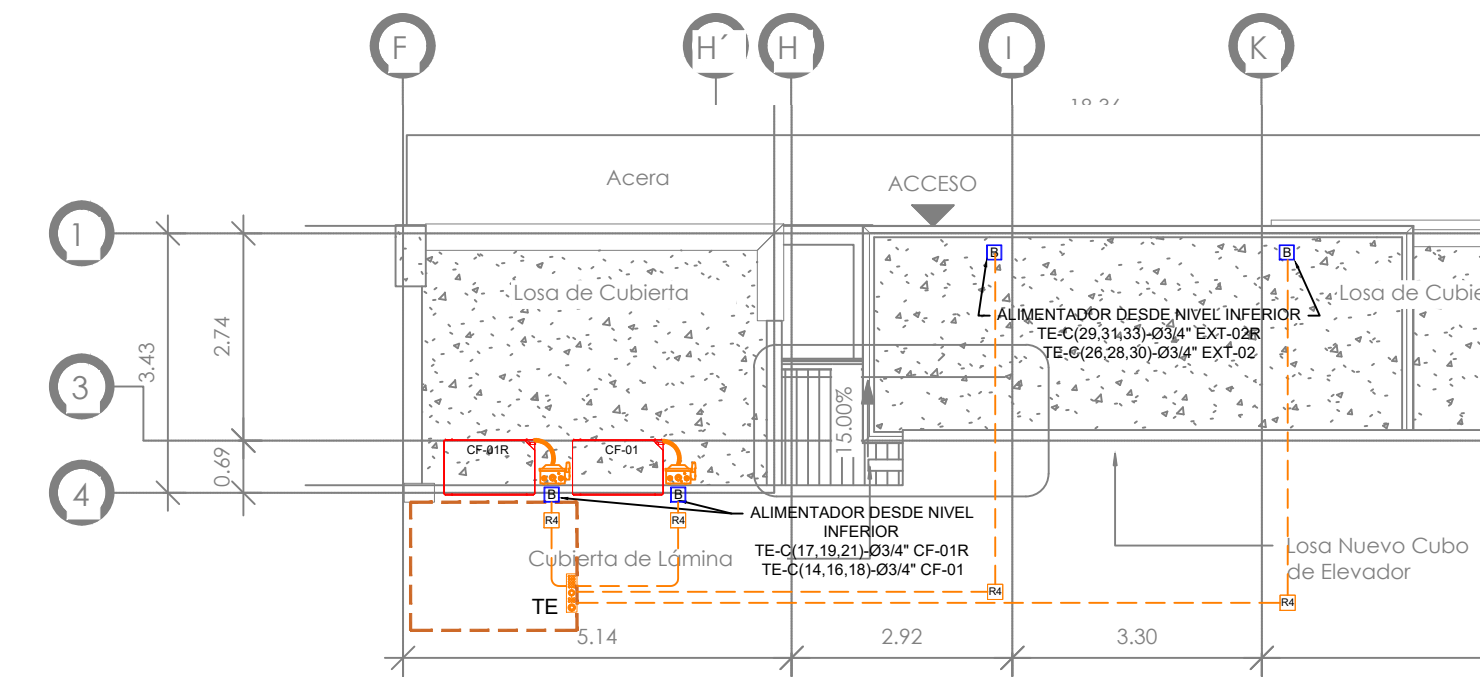 F
H´
H
I
K
Acera
ACCESO
1
3.43
2.74
Losa de Cubierta
B
B
ALIMENTADOR DESDE NIVEL INFERIOR
TE-C(29,31,33)-Ø3/4" EXT-02R
TE-C(26,28,30)-Ø3/4" EXT-02
3
15.00%
0.69
CF-01R
CF-01
4
B
B
R4
R4
ALIMENTADOR DESDE NIVEL
INFERIOR
TE-C(17,19,21)-Ø3/4" CF-01R
TE-C(14,16,18)-Ø3/4" CF-01
Cubierta de Lámina
Losa Nuevo Cubo
de Elevador
R4
R4
TE
5.14
2.92
3.30
Losa de